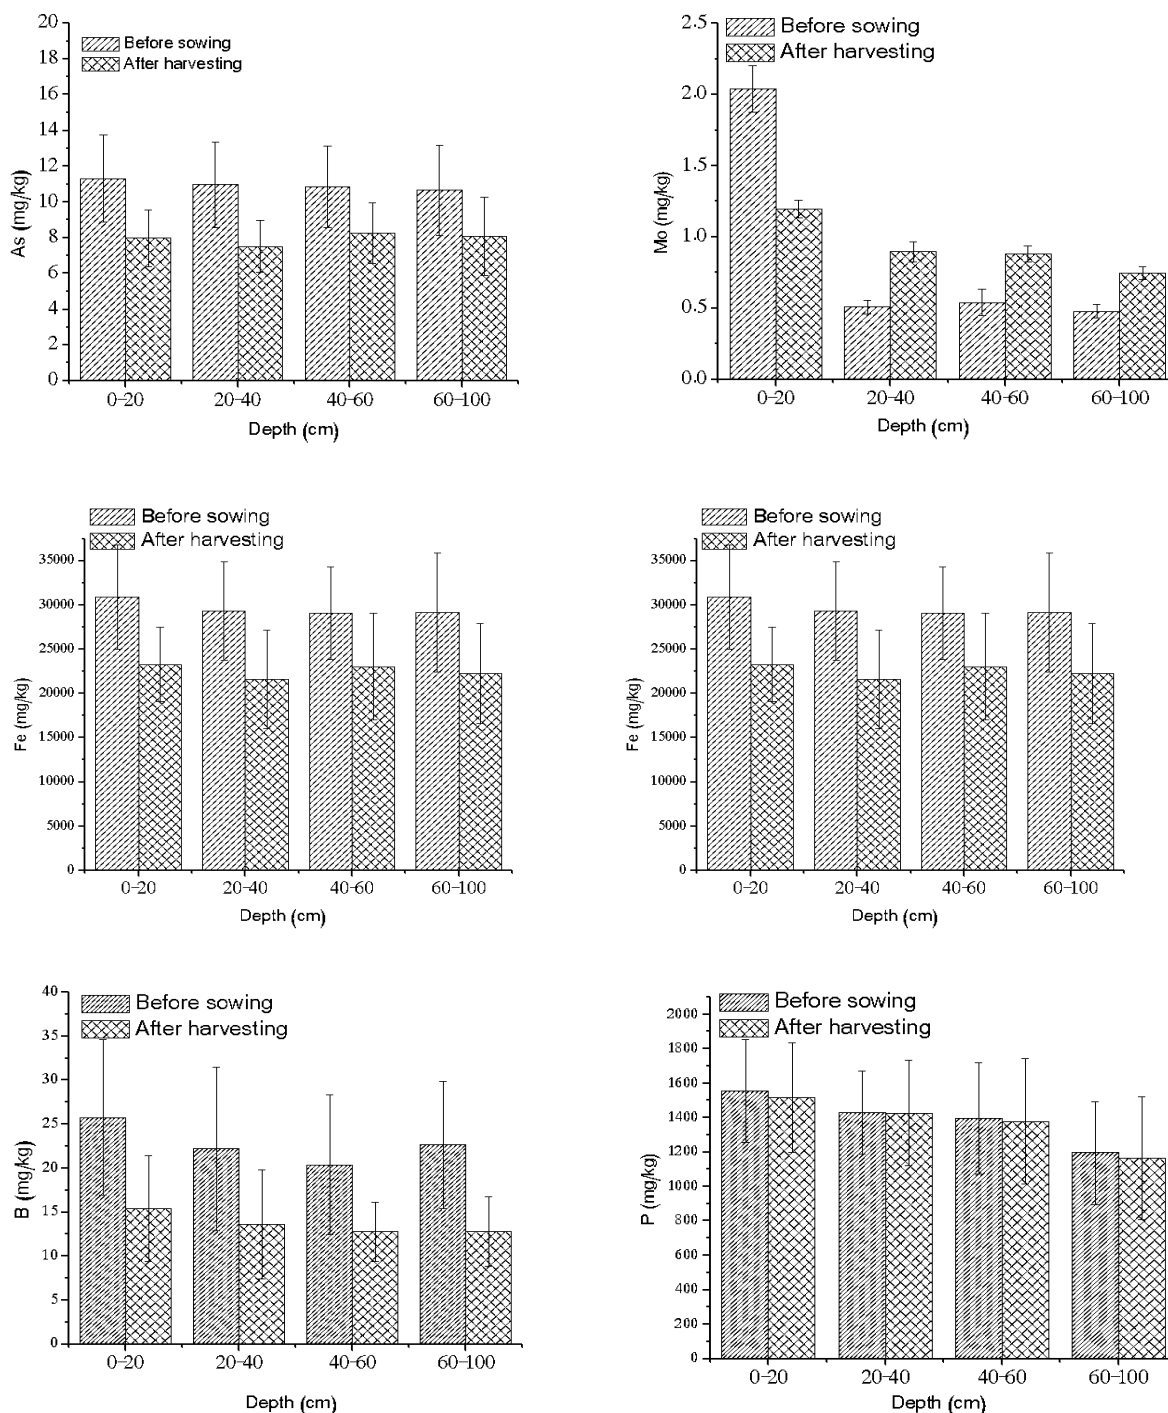 20
18
16
14
12
10
8
6
4
2
0
As (mg/kg)
Before sowing
After harvesting
0-20 20-40 40-60 60-100
Depth (cm)
2.5
2.0
1.5
1.0
0.5
0.0
Mo (mg/kg)
Before sowing
After harvesting
0-20 20-40 40-60 60-100
Depth (cm)
Before sowing
After harvesting
35000
30000
25000
20000
15000
10000
5000
0
Fe (mg/kg)
0-20 20-40 40-60 60-100
Depth (cm)
Before sowing
After harvesting
35000
30000
25000
20000
15000
10000
5000
0
Fe (mg/kg)
0-20 20-40 40-60 60-100
Depth (cm)
40
35
30
25
20
15
10
5
0
B (mg/kg)
Before sowing
After harvesting
0-20 20-40 40-60 60-100
Depth (cm)
Before sowing
After harvesting
2000
1800
1600
1400
1200
1000
800
600
400
200
0
P (mg/kg)
0-20 20-40 40-60 60-100
Depth (cm)